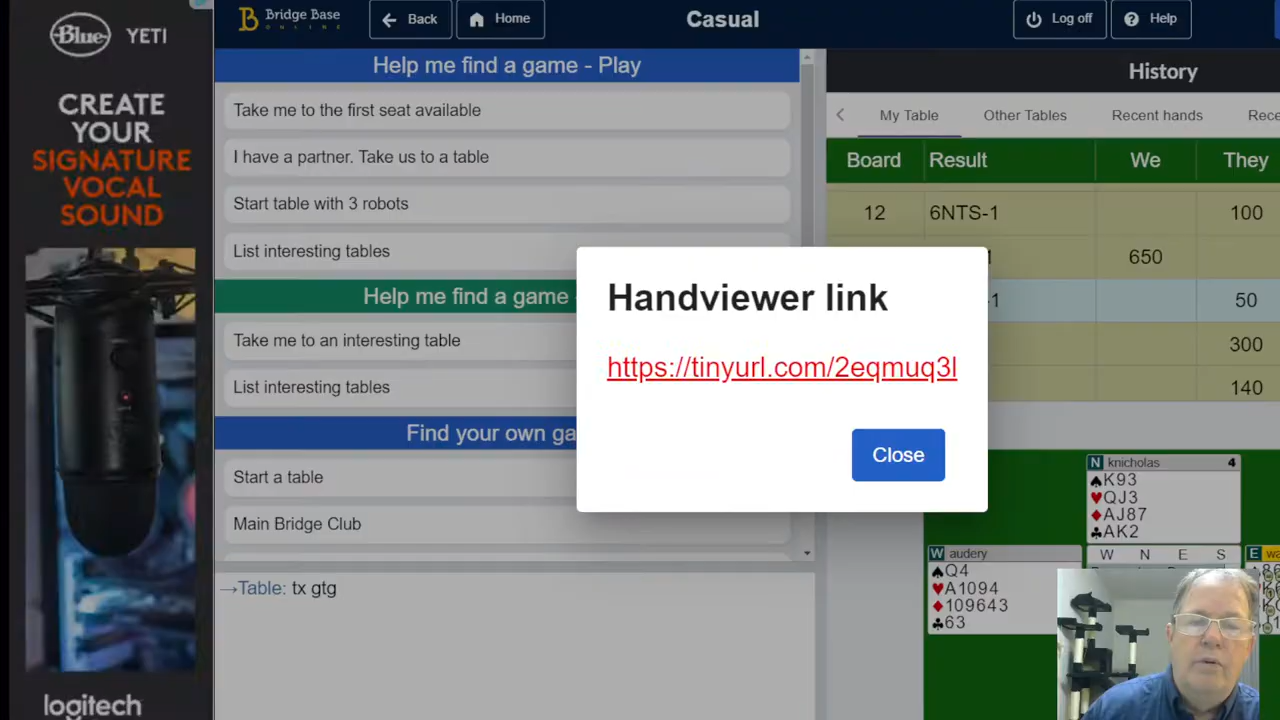 Blue YETI
CREATE
YOUR
SIGNATURE
VOCAL
SOUND
logitech
Bridge Base
ONLINE
Back
Home
Casual
Log off
Help
Help me find a game - Play
Take me to the first seat available
I have a partner. Take us to a table
Start table with 3 robots
List interesting tables
Help me find a game -
Take me to an interesting table
List interesting tables
Find your own ga
Start a table
Main Bridge Club
→Table: tx gtg
History
My Table
Other Tables
Recent hands
Rece
Board Result We They
12 6NTS-1 100
1 650
-1 50
300
140
Handviewer link
https://tinyurl.com/2eqmuq3l
Close
N knicholas 4
♠K93
♥QJ3
♦AJ87
♣AK2
W audery
♠Q4
♥A1094
♦109643
♣63
W N E S
E wa